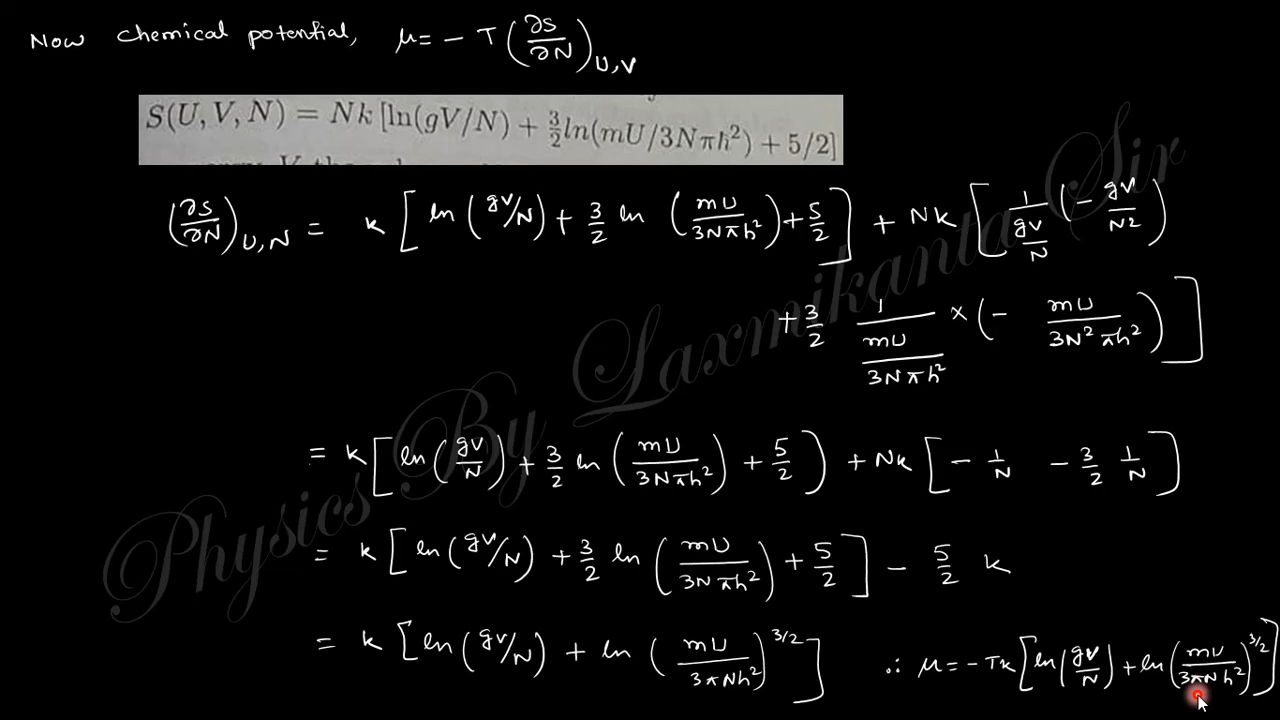 Now chemical potential, μ = - T (∂S/∂N)_U,V
S(U, V, N) = Nk [ln(gV/N) + 3/2 ln(mU/3Nπħ²) + 5/2]
(∂S/∂N)_U,N = k [ ln (gV/N) + 3/2 ln (mU/3Nπħ²) + 5/2 ] + Nk [ 1/(gV/N) (- gV/N²)
+ 3/2 1/(mU/3Nπħ²) × (- mU/3N²πħ²) ]
= k [ ln (gV/N) + 3/2 ln (mU/3Nπħ²) + 5/2 ) + Nk [ - 1/N - 3/2 1/N ]
= k [ ln (gV/N) + 3/2 ln (mU/3Nπħ²) + 5/2 ] - 5/2 k
= k [ ln (gV/N) + ln (mU/3πNħ²)^3/2 ] ∴ μ = - Tk [ ln (gV/N) + ln (mU/3πNħ²)^3/2 ]
Physics By Laxmikanta Sir